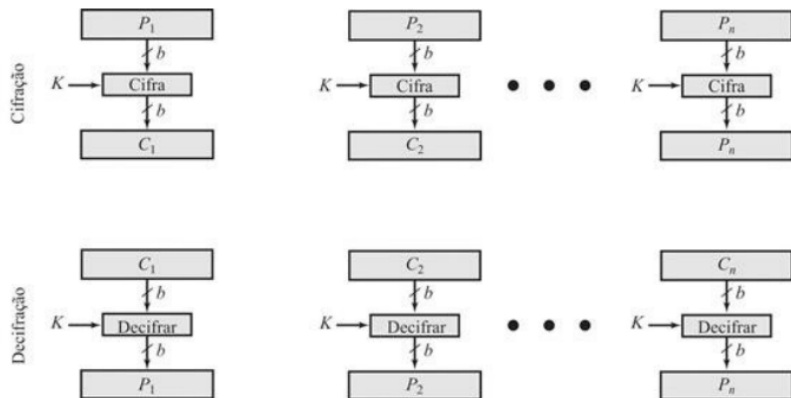 P1 P2 Pn
b b b
Cifração
K Cifra K Cifra K Cifra
b b b
C1 C2 Pn
C1 C2 Cn
b b b
Decifração
K Decifrar K Decifrar K Decifrar
b b b
P1 P2 Pn